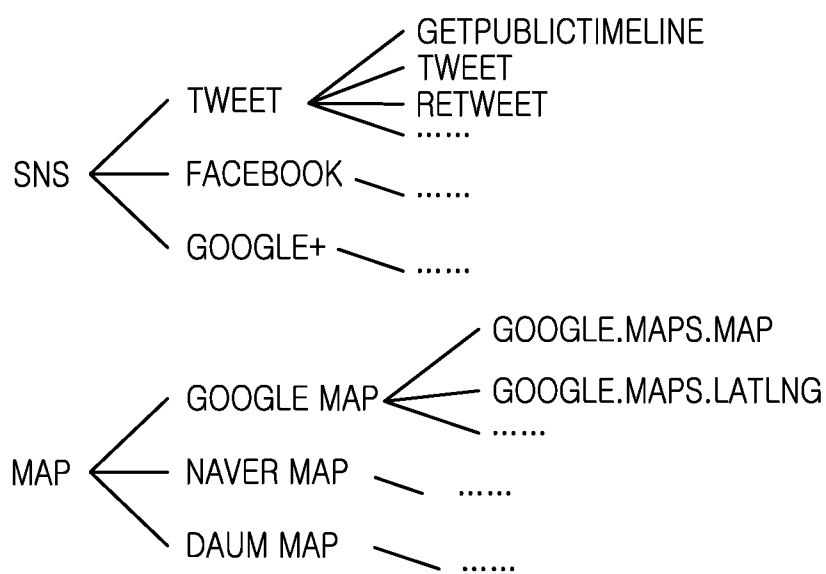 GETPUBLICTIMELINE
TWEET
TWEET
RETWEET
......
SNS
FACEBOOK
......
GOOGLE+
......
GOOGLE.MAPS.MAP
GOOGLE MAP
GOOGLE.MAPS.LATLNG
......
MAP
NAVER MAP
......
DAUM MAP
......